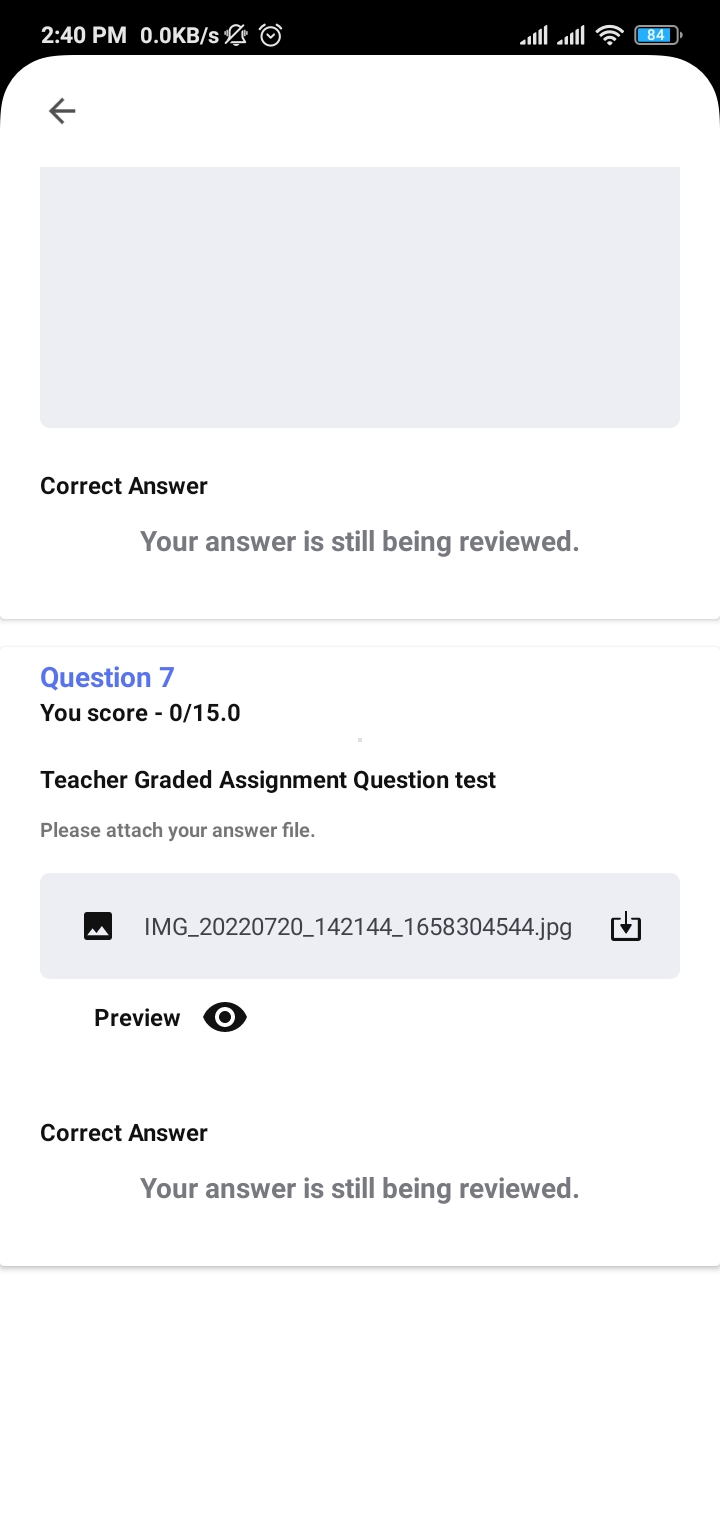 2:40 PM 0.0KB/s 84
Correct Answer
Your answer is still being reviewed.
Question 7
You score - 0/15.0
Teacher Graded Assignment Question test
Please attach your answer file.
IMG_20220720_142144_1658304544.jpg
Preview
Correct Answer
Your answer is still being reviewed.